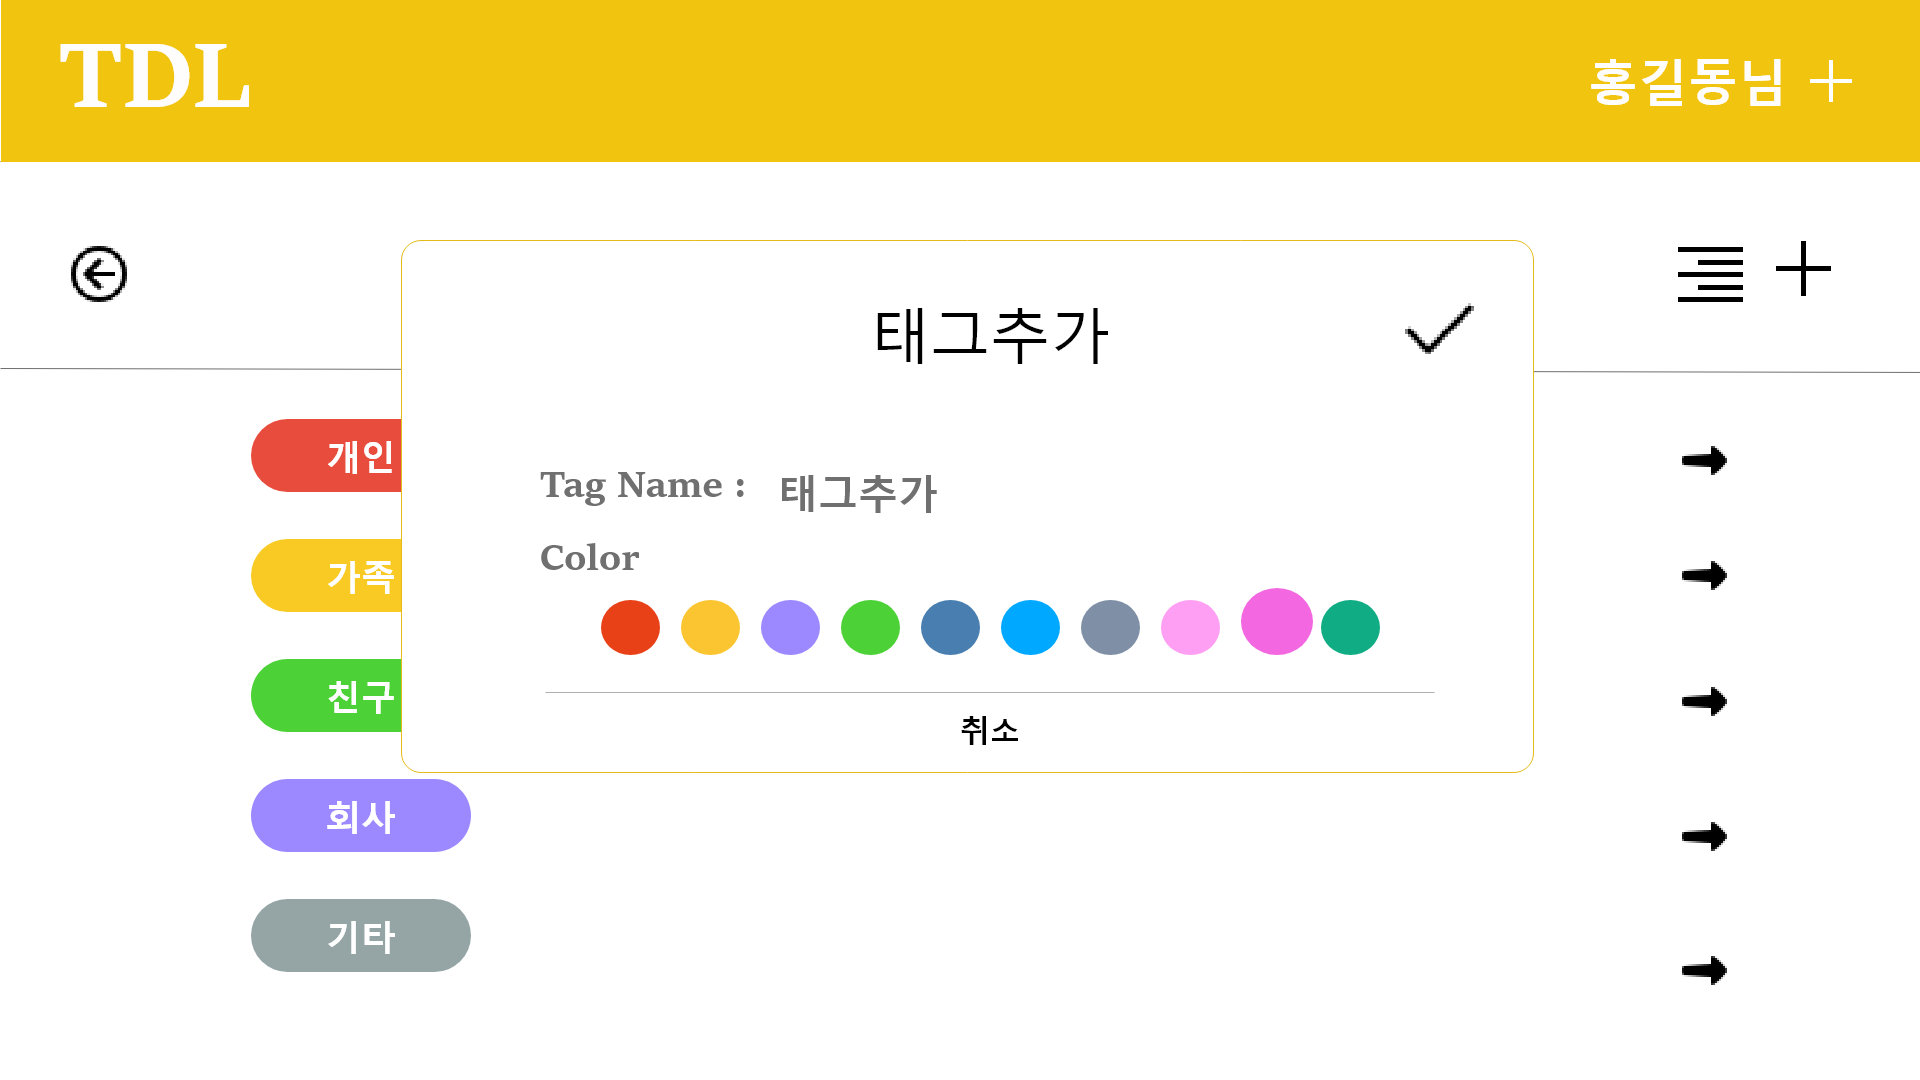 TDL
홍길동님
태그추가
Tag Name : 태그추가
Color
취소
개인
가족
친구
회사
기타